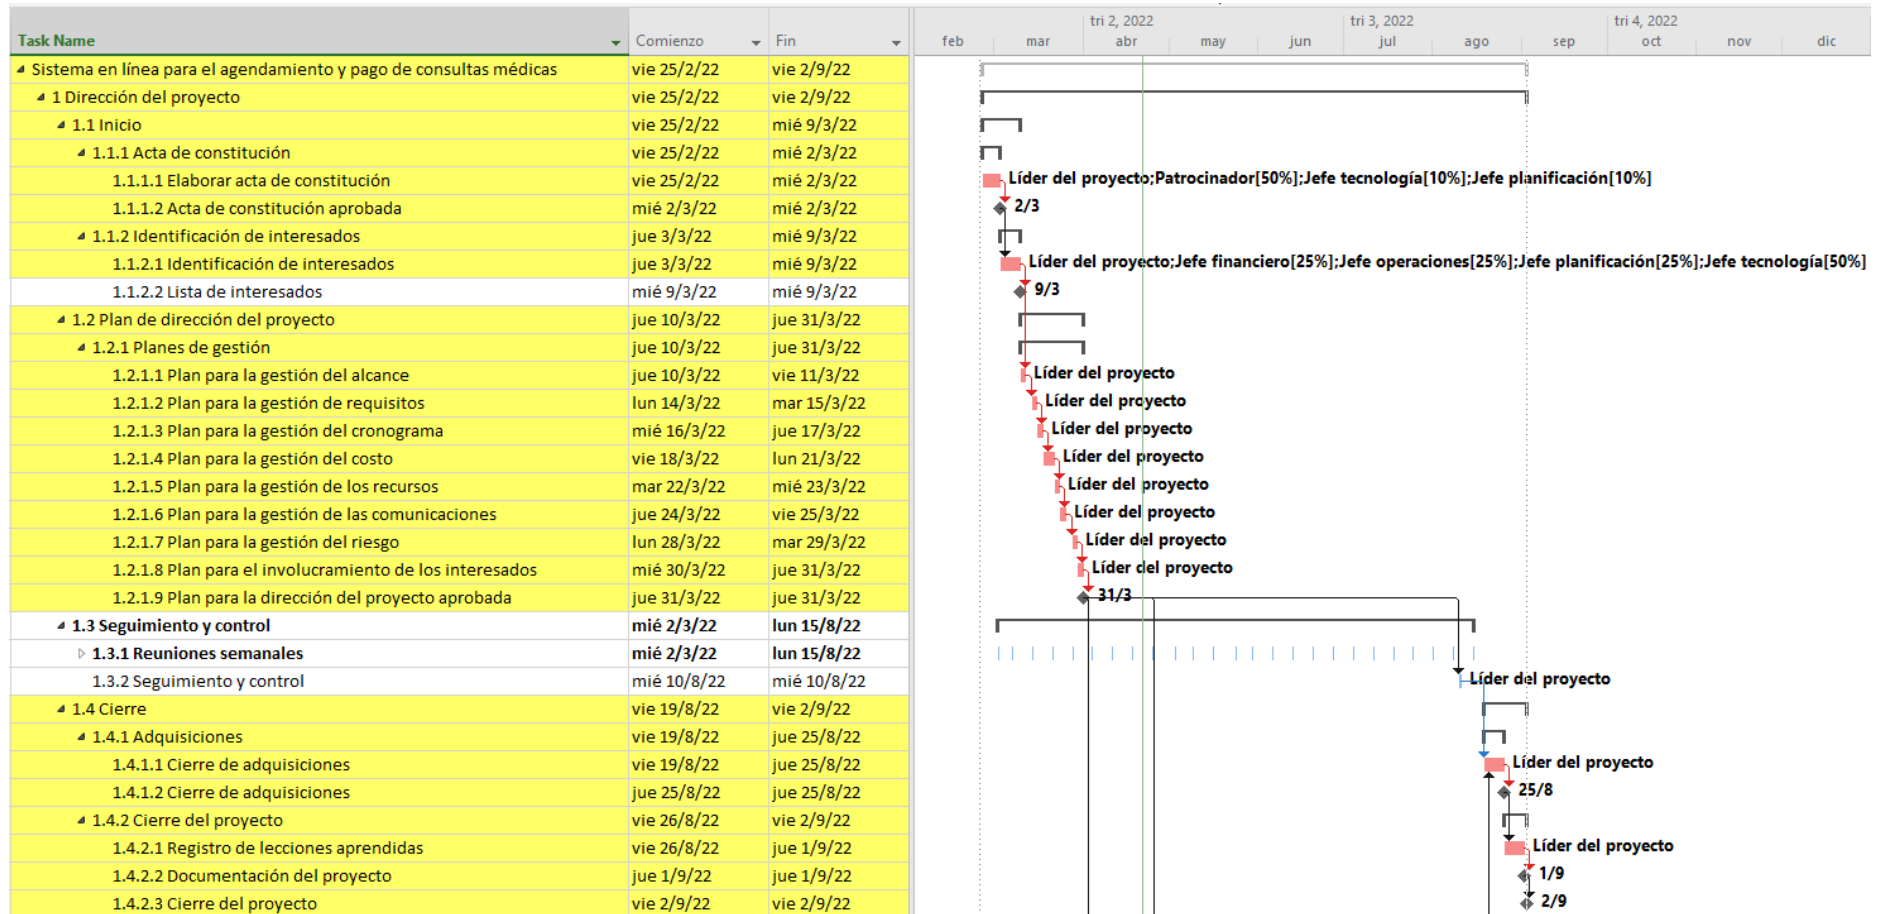 tri 2, 2022 tri 3, 2022 tri 4, 2022
Task Name Comienzo Fin feb mar abr may jun jul ago sep oct nov dic
Sistema en línea para el agendamiento y pago de consultas médicas vie 25/2/22 vie 2/9/22
1 Dirección del proyecto vie 25/2/22 vie 2/9/22
1.1 Inicio vie 25/2/22 mié 9/3/22
1.1.1 Acta de constitución vie 25/2/22 mié 2/3/22
1.1.1.1 Elaborar acta de constitución vie 25/2/22 mié 2/3/22 Líder del proyecto;Patrocinador[50%];Jefe tecnología[10%];Jefe planificación[10%]
1.1.1.2 Acta de constitución aprobada mié 2/3/22 mié 2/3/22 2/3
1.1.2 Identificación de interesados jue 3/3/22 mié 9/3/22
1.1.2.1 Identificación de interesados jue 3/3/22 mié 9/3/22 Líder del proyecto;Jefe financiero[25%];Jefe operaciones[25%];Jefe planificación[25%];Jefe tecnología[50%]
1.1.2.2 Lista de interesados mié 9/3/22 mié 9/3/22 9/3
1.2 Plan de dirección del proyecto jue 10/3/22 jue 31/3/22
1.2.1 Planes de gestión jue 10/3/22 jue 31/3/22
1.2.1.1 Plan para la gestión del alcance jue 10/3/22 vie 11/3/22 Líder del proyecto
1.2.1.2 Plan para la gestión de requisitos lun 14/3/22 mar 15/3/22 Líder del proyecto
1.2.1.3 Plan para la gestión del cronograma mié 16/3/22 jue 17/3/22 Líder del proyecto
1.2.1.4 Plan para la gestión del costo vie 18/3/22 lun 21/3/22 Líder del proyecto
1.2.1.5 Plan para la gestión de los recursos mar 22/3/22 mié 23/3/22 Líder del proyecto
1.2.1.6 Plan para la gestión de las comunicaciones jue 24/3/22 vie 25/3/22 Líder del proyecto
1.2.1.7 Plan para la gestión del riesgo lun 28/3/22 mar 29/3/22 Líder del proyecto
1.2.1.8 Plan para el involucramiento de los interesados mié 30/3/22 jue 31/3/22 Líder del proyecto
1.2.1.9 Plan para la dirección del proyecto aprobada jue 31/3/22 jue 31/3/22 31/3
1.3 Seguimiento y control mié 2/3/22 lun 15/8/22
1.3.1 Reuniones semanales mié 2/3/22 lun 15/8/22
1.3.2 Seguimiento y control mié 10/8/22 mié 10/8/22 Líder del proyecto
1.4 Cierre vie 19/8/22 vie 2/9/22
1.4.1 Adquisiciones vie 19/8/22 jue 25/8/22
1.4.1.1 Cierre de adquisiciones vie 19/8/22 jue 25/8/22 Líder del proyecto
1.4.1.2 Cierre de adquisiciones jue 25/8/22 jue 25/8/22 25/8
1.4.2 Cierre del proyecto vie 26/8/22 vie 2/9/22
1.4.2.1 Registro de lecciones aprendidas vie 26/8/22 jue 1/9/22 Líder del proyecto
1.4.2.2 Documentación del proyecto jue 1/9/22 jue 1/9/22 1/9
1.4.2.3 Cierre del proyecto vie 2/9/22 vie 2/9/22 2/9